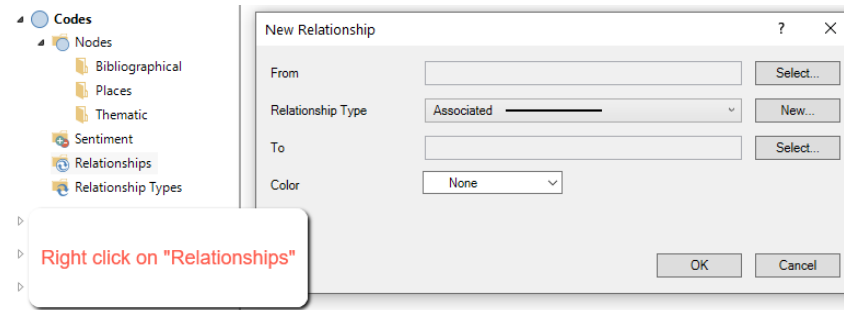 Codes
Nodes
Bibliographical
Places
Thematic
Sentiment
Relationships
Relationship Types
Right click on "Relationships"
New Relationship ? ×
From Select...
Relationship Type Associated New...
To Select...
Color None
OK Cancel